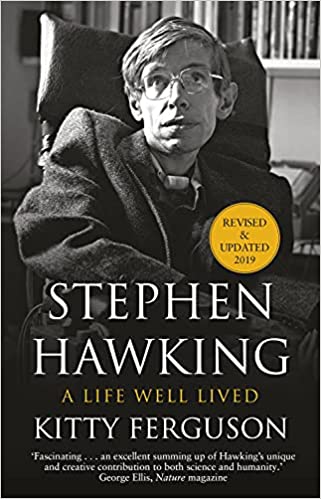 REVISED
&
UPDATED
2019
STEPHEN
HAWKING
A LIFE WELL LIVED
KITTY FERGUSON
‘Fascinating . . . an excellent summing up of Hawking’s unique
and creative contribution to both science and humanity.’
George Ellis, Nature magazine